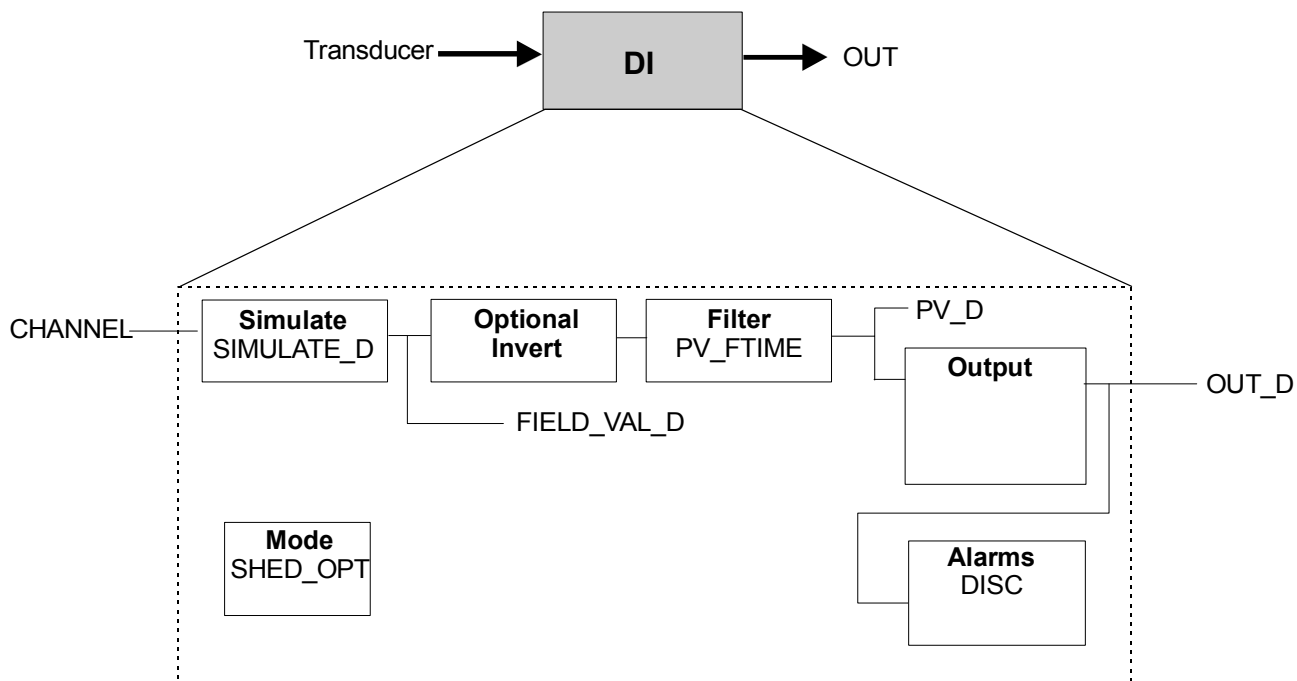 Transducer
DI
OUT
CHANNEL
Simulate
SIMULATE_D
Optional
Invert
Filter
PV_FTIME
PV_D
Output
OUT_D
FIELD_VAL_D
Mode
SHED_OPT
Alarms
DISC